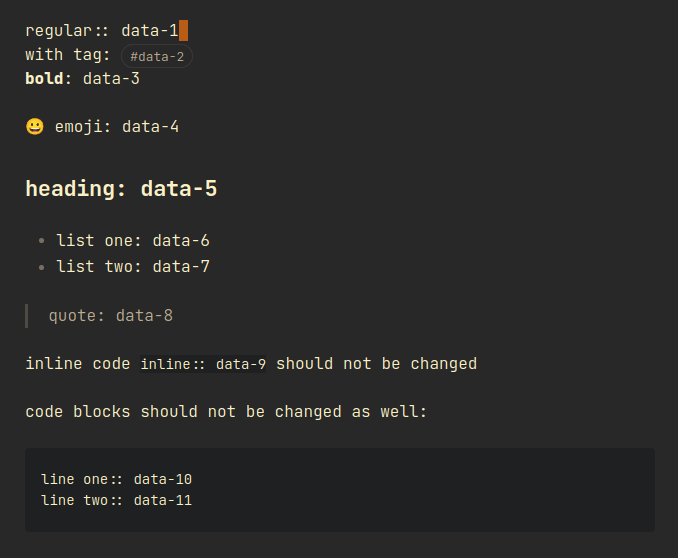 regular:: data-1
with tag: #data-2
bold: data-3
😀 emoji: data-4
heading: data-5
• list one: data-6
• list two: data-7
quote: data-8
inline code inline:: data-9 should not be changed
code blocks should not be changed as well:
line one:: data-10
line two:: data-11